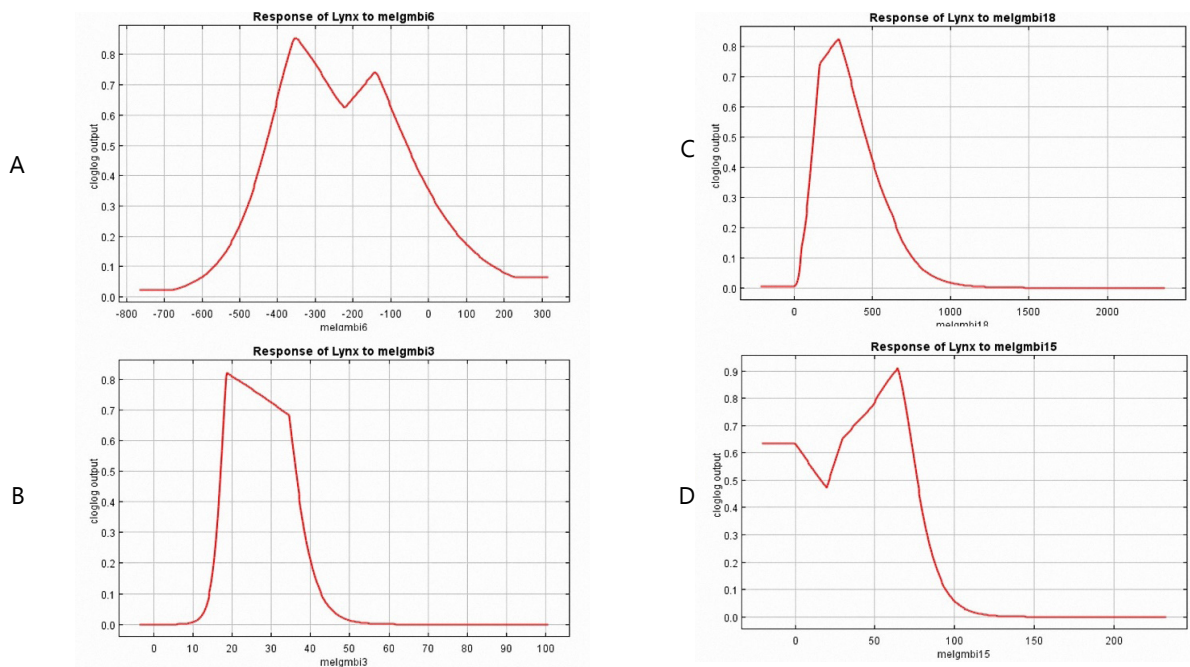 A
Response of Lynx to melgmbi6
cloglog output
0.9
0.8
0.7
0.6
0.5
0.4
0.3
0.2
0.1
0.0
-800 -700 -600 -500 -400 -300 -200 -100 0 100 200 300
melgmbi6
B
Response of Lynx to melgmbi3
cloglog output
0.8
0.7
0.6
0.5
0.4
0.3
0.2
0.1
0.0
0 10 20 30 40 50 60 70 80 90 100
melgmbi3
C
Response of Lynx to melgmbi18
cloglog output
0.8
0.7
0.6
0.5
0.4
0.3
0.2
0.1
0.0
0 500 1000 1500 2000
melgmbi18
D
Response of Lynx to melgmbi15
cloglog output
0.9
0.8
0.7
0.6
0.5
0.4
0.3
0.2
0.1
0.0
0 50 100 150 200
melgmbi15